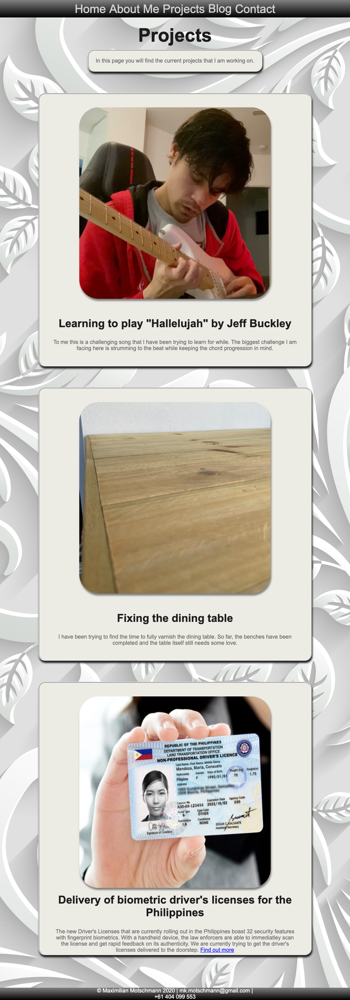 Home About Me Projects Blog Contact
Projects
In this page you will find the current projects that I am working on.
Learning to play "Hallelujah" by Jeff Buckley
To me this is a challenging song that I have been trying to learn for while. The biggest challenge I am
facing here is strumming to the beat while keeping the chord progression in mind.
Fixing the dining table
I have been trying to find the time to fully varnish the dining table. So far, the benches have been
completed and the table itself still needs some love.
REPUBLIC OF THE PHILIPPINES
DEPARTMENT OF TRANSPORTATION
LAND TRANSPORTATION OFFICE
NON-PROFESSIONAL DRIVER'S LICENCE
Last Name, First Name, Middle Name
Mendoza, Maria, Consuelo
Nationality Gender Date of Birth Weight (kg) Height(m)
Filipino F 1990/01/01 70 1.75
Address
License No. Expiration Date Agency Code
A00-88-123456 2022/10/02 030
Blood Type Eyes Color
B- OTHER
Restrictions Conditions
1,8 NONE
EDGAR C. GALVANTE
Assistant Secretary
Signature of Licensee
Delivery of biometric driver's licenses for the
Philippines
The new Driver's Licenses that are currently rolling out in the Philippines boast 32 security features
with fingerprint biometrics. With a handheld device, the law enforcers are able to immediatley scan
the license and get rapid feedback on its authenticity. We are currently trying to get the driver's
licenses delivered to the doorstep. Find out more
© Maximilian Motschmann 2020 | mk.motschmann@gmail.com |
+61 404 099 553